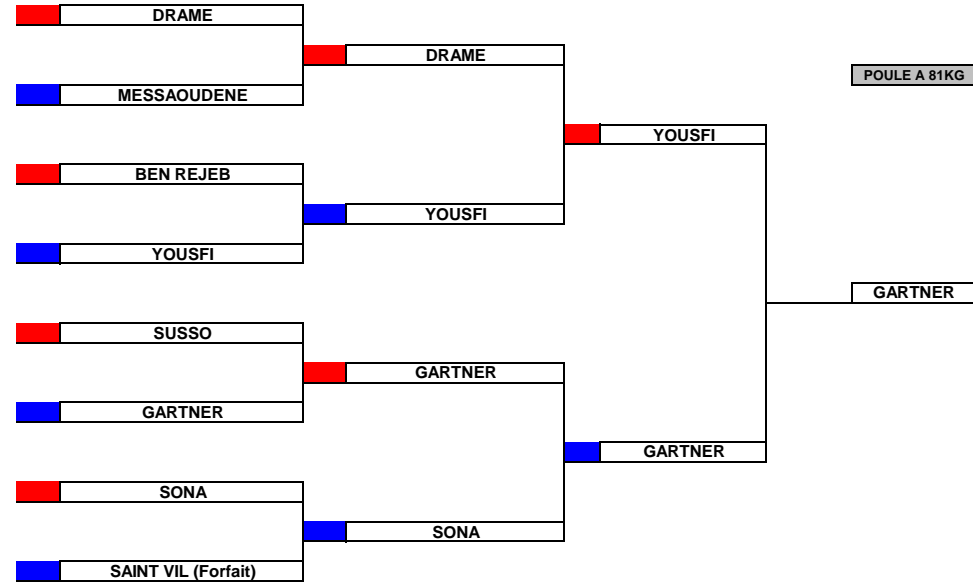 DRAME
DRAME
POULE A 81KG
MESSAOUDENE
YOUSFI
BEN REJEB
YOUSFI
YOUSFI
GARTNER
SUSSO
GARTNER
GARTNER
GARTNER
SONA
SONA
SAINT VIL (Forfait)